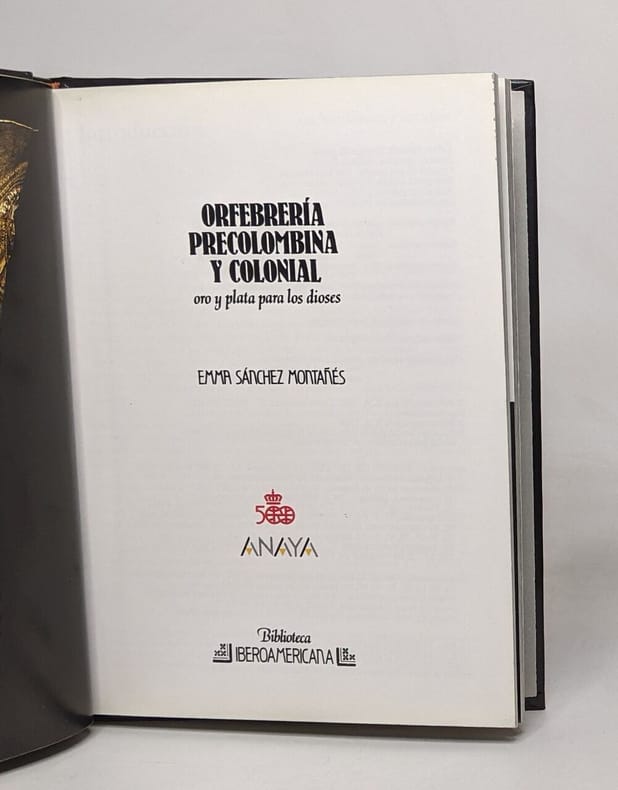 ORFEBRERÍA
PRECOLOMBINA
Y COLONIAL
oro y plata para los dioses
EMMA SÁNCHEZ MONTAÑÉS
500
ANAYA
Biblioteca
IBEROAMERICANA